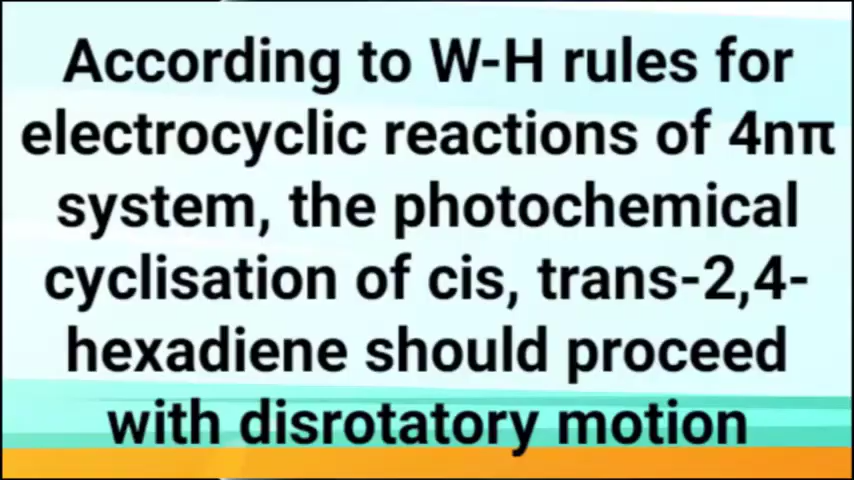 According to W-H rules for
electrocyclic reactions of 4nπ
system, the photochemical
cyclisation of cis, trans-2,4-
hexadiene should proceed
with disrotatory motion